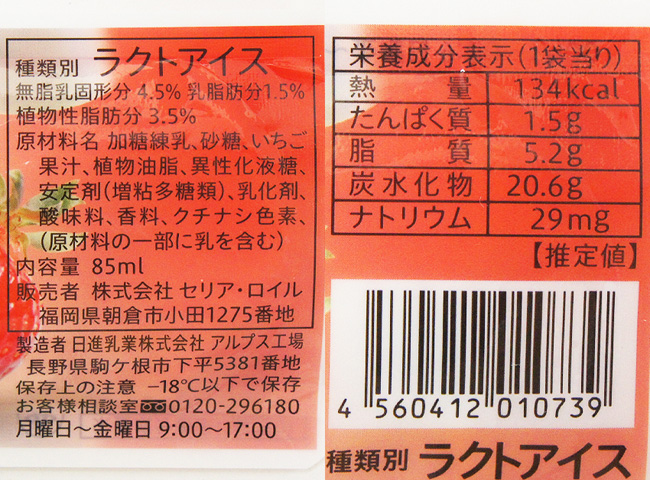 種類別 ラクトアイス
無脂乳固形分 4.5% 乳脂肪分1.5%
植物性脂肪分 3.5%
原材料名 加糖練乳、砂糖、いちご
果汁、植物油脂、異性化液糖、
安定剤(増粘多糖類)、乳化剤、
酸味料、香料、クチナシ色素、
(原材料の一部に乳を含む)
内容量 85ml
販売者 株式会社 セリア・ロイル
福岡県朝倉市小田1275番地
製造者 日進乳業株式会社 アルプス工場
長野県駒ケ根市下平5381番地
保存上の注意 −18℃以下で保存
お客様相談室 0120-296180
月曜日〜金曜日 9:00〜17:00
栄養成分表示(1袋当り)
熱量 134kcal
たんぱく質 1.5g
脂質 5.2g
炭水化物 20.6g
ナトリウム 29mg
【推定値】
4 560412 010739
種類別 ラクトアイス